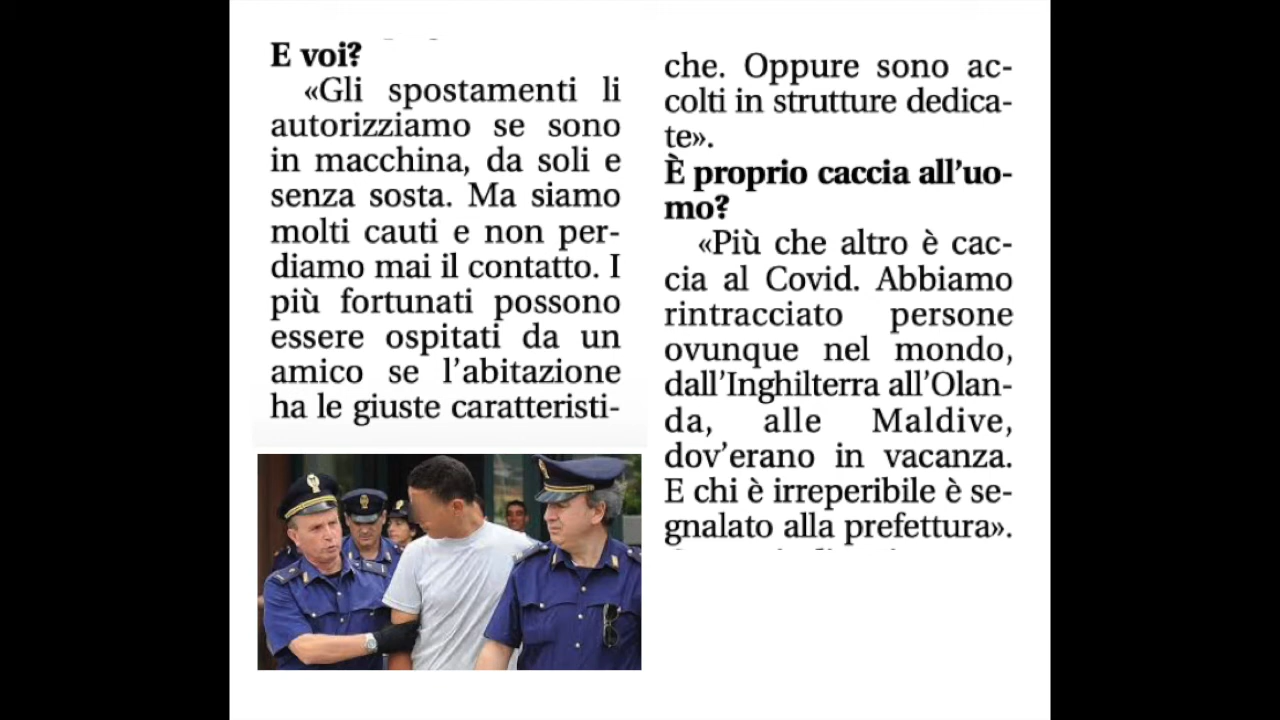 E voi?
«Gli spostamenti li
autorizziamo se sono
in macchina, da soli e
senza sosta. Ma siamo
molti cauti e non per-
diamo mai il contatto. I
più fortunati possono
essere ospitati da un
amico se l’abitazione
ha le giuste caratteristi-
che. Oppure sono ac-
colti in strutture dedica-
te».
È proprio caccia all’uo-
mo?
«Più che altro è cac-
cia al Covid. Abbiamo
rintracciato persone
ovunque nel mondo,
dall’Inghilterra all’Olan-
da, alle Maldive,
dov’erano in vacanza.
E chi è irreperibile è se-
gnalato alla prefettura».